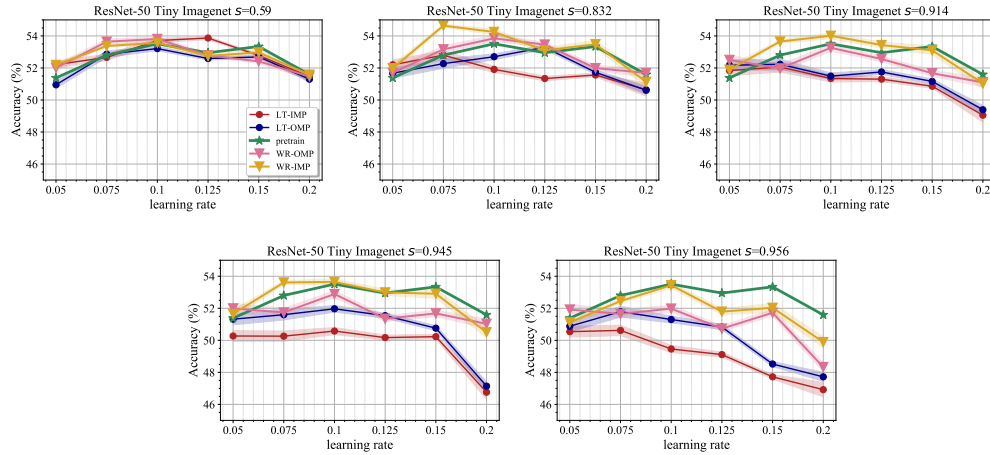 ResNet-50 Tiny Imagenet s=0.59
Accuracy (%)
54
52
50
48
46
LT-IMP
LT-OMP
pretrain
WR-OMP
WR-IMP
0.05 0.075 0.1 0.125 0.15 0.2
learning rate
ResNet-50 Tiny Imagenet s=0.832
Accuracy (%)
54
52
50
48
46
0.05 0.075 0.1 0.125 0.15 0.2
learning rate
ResNet-50 Tiny Imagenet s=0.914
Accuracy (%)
54
52
50
48
46
0.05 0.075 0.1 0.125 0.15 0.2
learning rate
ResNet-50 Tiny Imagenet s=0.945
Accuracy (%)
54
52
50
48
46
0.05 0.075 0.1 0.125 0.15 0.2
learning rate
ResNet-50 Tiny Imagenet s=0.956
Accuracy (%)
54
52
50
48
46
0.05 0.075 0.1 0.125 0.15 0.2
learning rate